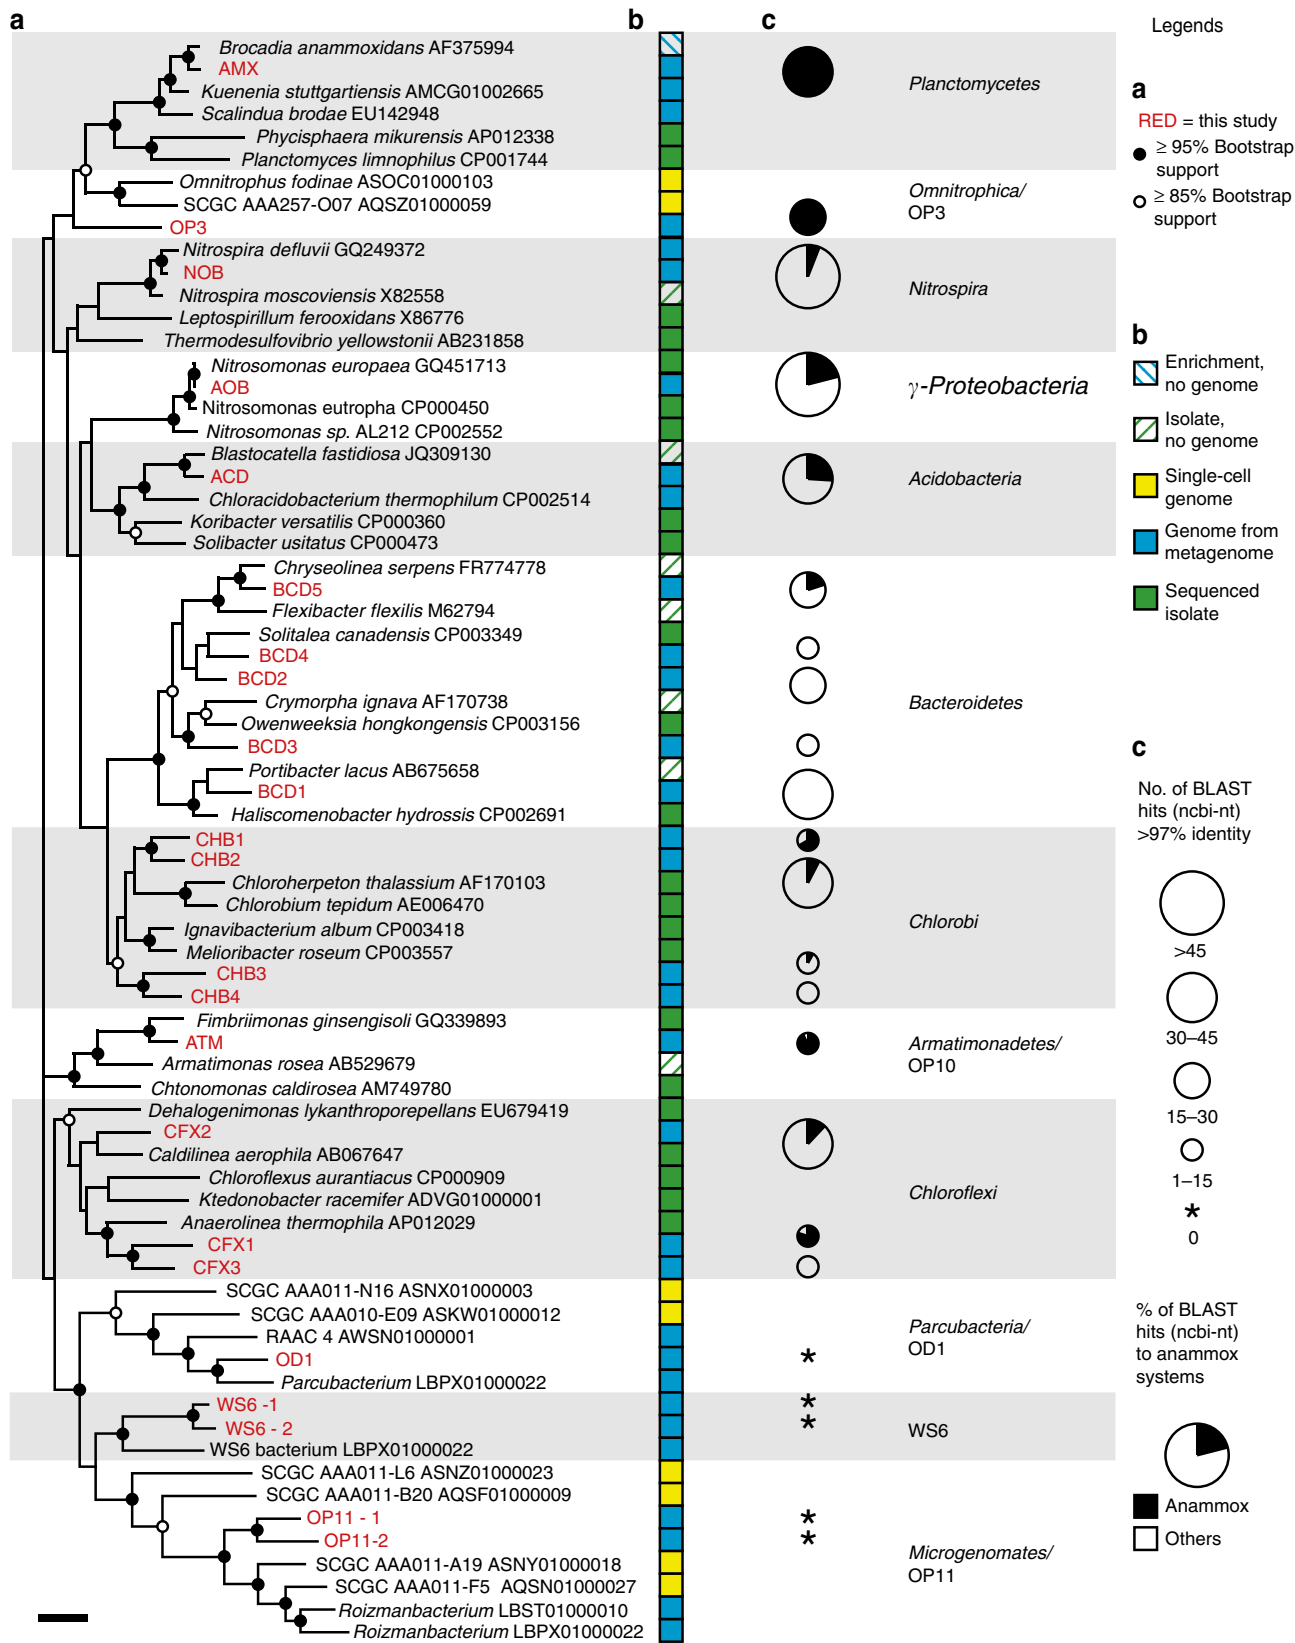 a
b
c
Legends
Brocadia anammoxidans AF375994
AMX
Kuenenia stuttgartiensis AMCG01002665
Scalindua brodae EU142948
Phycisphaera mikurensis AP012338
Planctomyces limnophilus CP001744
Planctomycetes
Omnitrophus fodinae ASOC01000103
SCGC AAA257-O07 AQSZ01000059
OP3
Omnitrophica/
OP3
Nitrospira defluvii GQ249372
NOB
Nitrospira moscoviensis X82558
Leptospirillum ferooxidans X86776
Thermodesulfovibrio yellowstonii AB231858
Nitrospira
Nitrosomonas europaea GQ451713
AOB
Nitrosomonas eutropha CP000450
Nitrosomonas sp. AL212 CP002552
γ-Proteobacteria
Blastocatella fastidiosa JQ309130
ACD
Chloracidobacterium thermophilum CP002514
Koribacter versatilis CP000360
Solibacter usitatus CP000473
Acidobacteria
Chryseolinea serpens FR774778
BCD5
Flexibacter flexilis M62794
Solitalea canadensis CP003349
BCD4
BCD2
Crymorpha ignava AF170738
Owenweeksia hongkongensis CP003156
BCD3
Portibacter lacus AB675658
BCD1
Haliscomenobacter hydrossis CP002691
Bacteroidetes
CHB1
CHB2
Chloroherpeton thalassium AF170103
Chlorobium tepidum AE006470
Ignavibacterium album CP003418
Melioribacter roseum CP003557
CHB3
CHB4
Chlorobi
Fimbriimonas ginsengisoli GQ339893
ATM
Armatimonas rosea AB529679
Chtonomonas caldirosea AM749780
Armatimonadetes/
OP10
Dehalogenimonas lykanthroporepellans EU679419
CFX2
Caldilinea aerophila AB067647
Chloroflexus aurantiacus CP000909
Ktedonobacter racemifer ADVG01000001
Anaerolinea thermophila AP012029
CFX1
CFX3
Chloroflexi
SCGC AAA011-N16 ASNX01000003
SCGC AAA010-E09 ASKW01000012
RAAC 4 AWSN01000001
OD1
Parcubacterium LBPX01000022
Parcubacteria/
OD1
*
WS6 -1
WS6 - 2
WS6 bacterium LBPX01000022
*
*
WS6
SCGC AAA011-L6 ASNZ01000023
SCGC AAA011-B20 AQSF01000009
OP11 - 1
OP11-2
SCGC AAA011-A19 ASNY01000018
SCGC AAA011-F5 AQSN01000027
Roizmanbacterium LBST01000010
Roizmanbacterium LBPX01000022
*
*
Microgenomates/
OP11
a
RED = this study
≥ 95% Bootstrap
support
≥ 85% Bootstrap
support
b
Enrichment,
no genome
Isolate,
no genome
Single-cell
genome
Genome from
metagenome
Sequenced
isolate
c
No. of BLAST
hits (ncbi-nt)
>97% identity
>45
30–45
15–30
1–15
*
0
% of BLAST
hits (ncbi-nt)
to anammox
systems
Anammox
Others